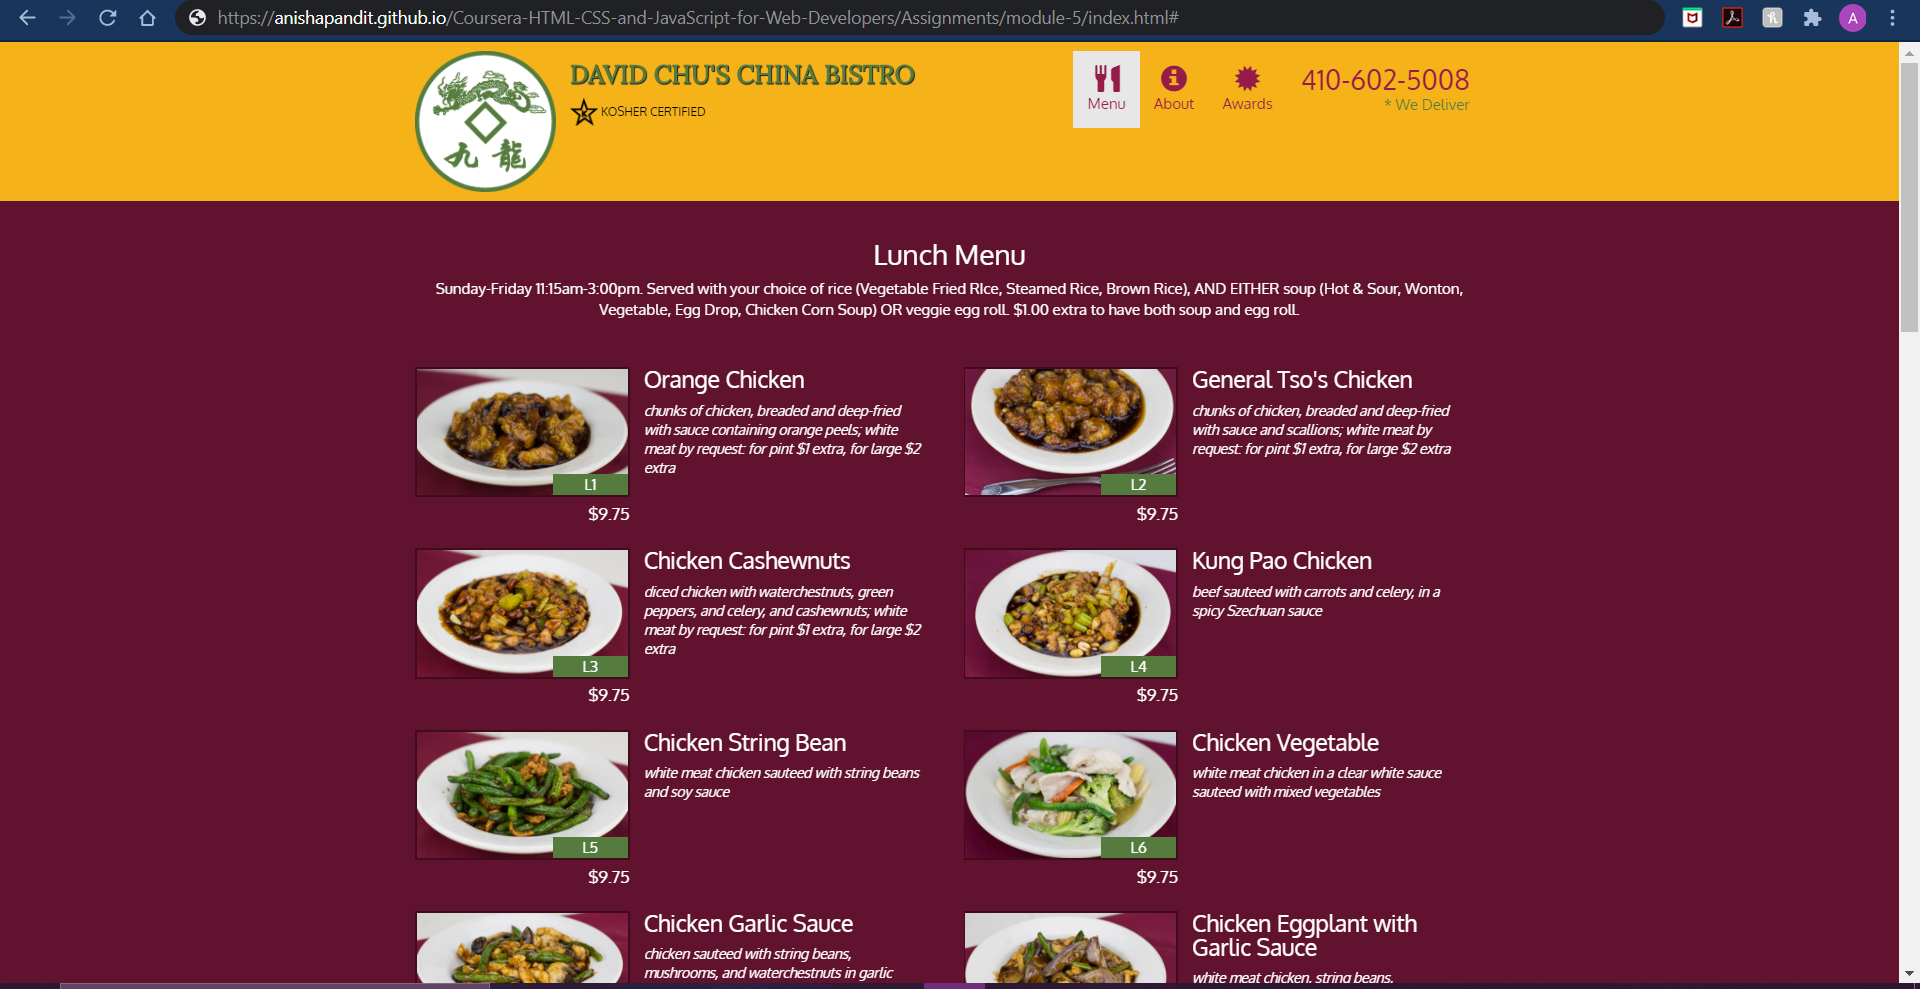 https://anishapandit.github.io/Coursera-HTML-CSS-and-JavaScript-for-Web-Developers/Assignments/module-5/index.html#
A
九龍
DAVID CHU'S CHINA BISTRO
K
KOSHER CERTIFIED
Menu
About
Awards
410-602-5008
* We Deliver
Lunch Menu
Sunday-Friday 11:15am-3:00pm. Served with your choice of rice (Vegetable Fried RIce, Steamed Rice, Brown Rice), AND EITHER soup (Hot & Sour, Wonton,
Vegetable, Egg Drop, Chicken Corn Soup) OR veggie egg roll. $1.00 extra to have both soup and egg roll.
L1
$9.75
Orange Chicken
chunks of chicken, breaded and deep-fried
with sauce containing orange peels; white
meat by request: for pint $1 extra, for large $2
extra
L2
$9.75
General Tso's Chicken
chunks of chicken, breaded and deep-fried
with sauce and scallions; white meat by
request: for pint $1 extra, for large $2 extra
L3
$9.75
Chicken Cashewnuts
diced chicken with waterchestnuts, green
peppers, and celery, and cashewnuts; white
meat by request: for pint $1 extra, for large $2
extra
L4
$9.75
Kung Pao Chicken
beef sauteed with carrots and celery, in a
spicy Szechuan sauce
L5
$9.75
Chicken String Bean
white meat chicken sauteed with string beans
and soy sauce
L6
$9.75
Chicken Vegetable
white meat chicken in a clear white sauce
sauteed with mixed vegetables
Chicken Garlic Sauce
chicken sauteed with string beans,
mushrooms, and waterchestnuts in garlic
Chicken Eggplant with
Garlic Sauce
white meat chicken, string beans,